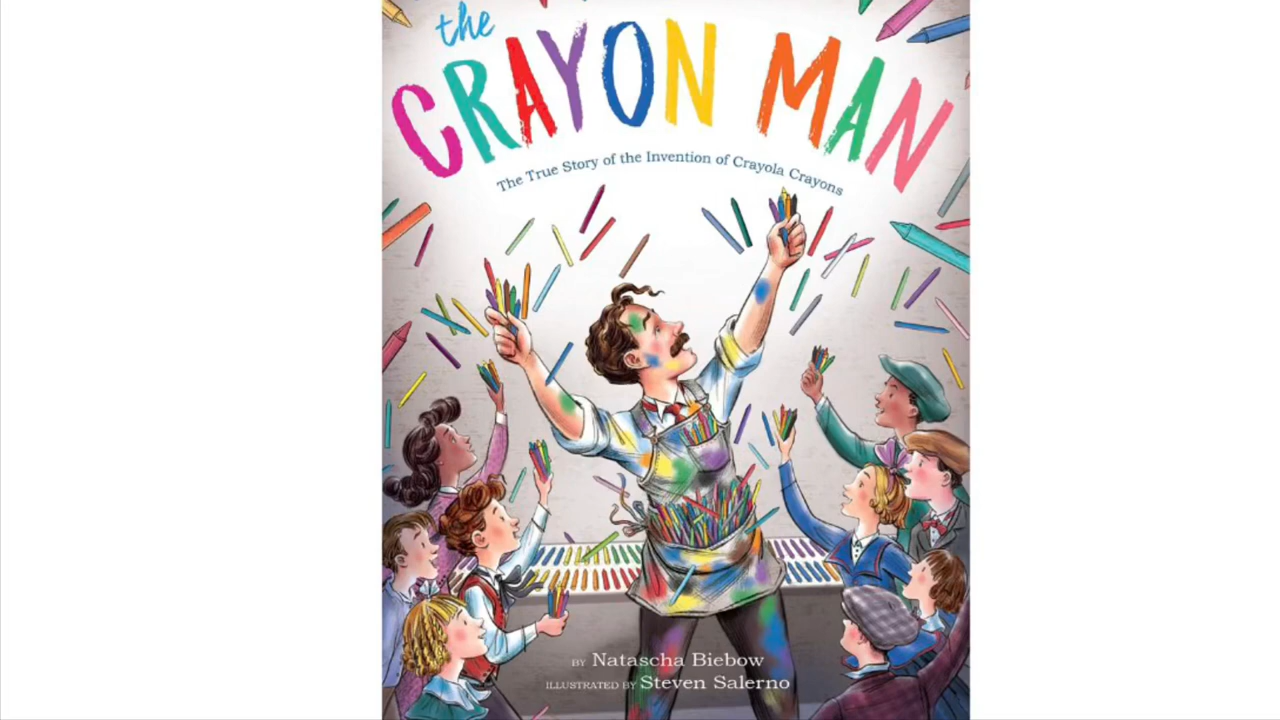 the
CRAYON MAN
The True Story of the Invention of Crayola Crayons
BY Natascha Biebow
ILLUSTRATED BY Steven Salerno